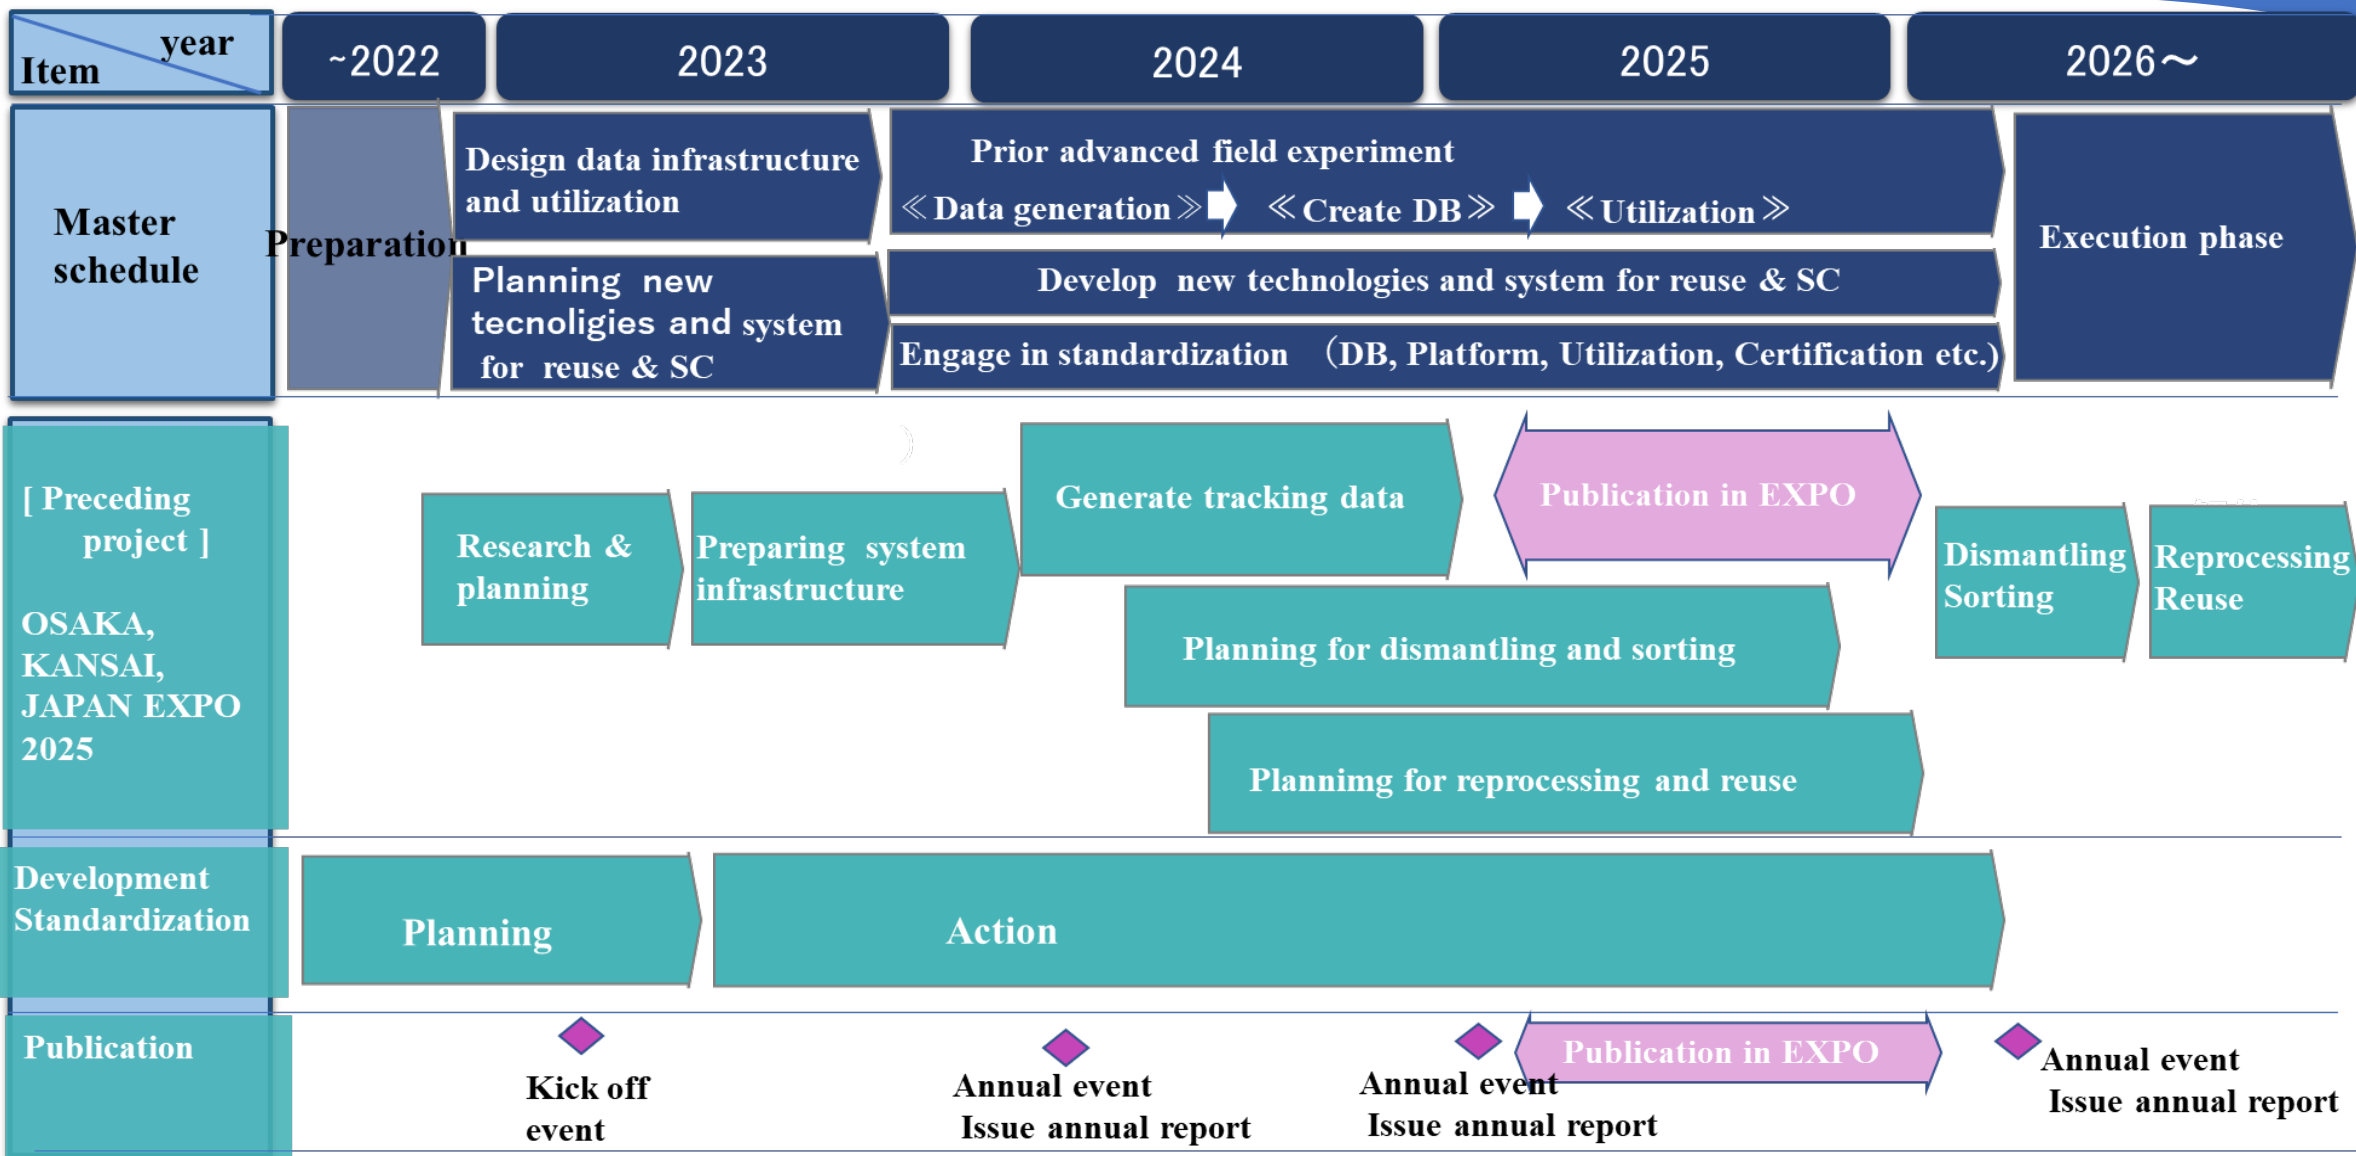 year
Item
~2022
2023
2024
2025
2026～
Master
schedule
Preparation
Design data infrastructure
and utilization
Prior advanced field experiment
≪Data generation≫ ≪Create DB≫ ≪Utilization≫
Execution phase
Planning new
tecnoligies and system
for reuse & SC
Develop new technologies and system for reuse & SC
Engage in standardization （DB, Platform, Utilization, Certification etc.)
[ Preceding
project ]
OSAKA,
KANSAI,
JAPAN EXPO
2025
Research &
planning
Preparing system
infrastructure
Generate tracking data
Publication in EXPO
Dismantling
Sorting
Reprocessing
Reuse
Planning for dismantling and sorting
Plannimg for reprocessing and reuse
Development
Standardization
Planning
Action
Publication
Kick off
event
Annual event
Issue annual report
Annual event
Issue annual report
Publication in EXPO
Annual event
Issue annual report